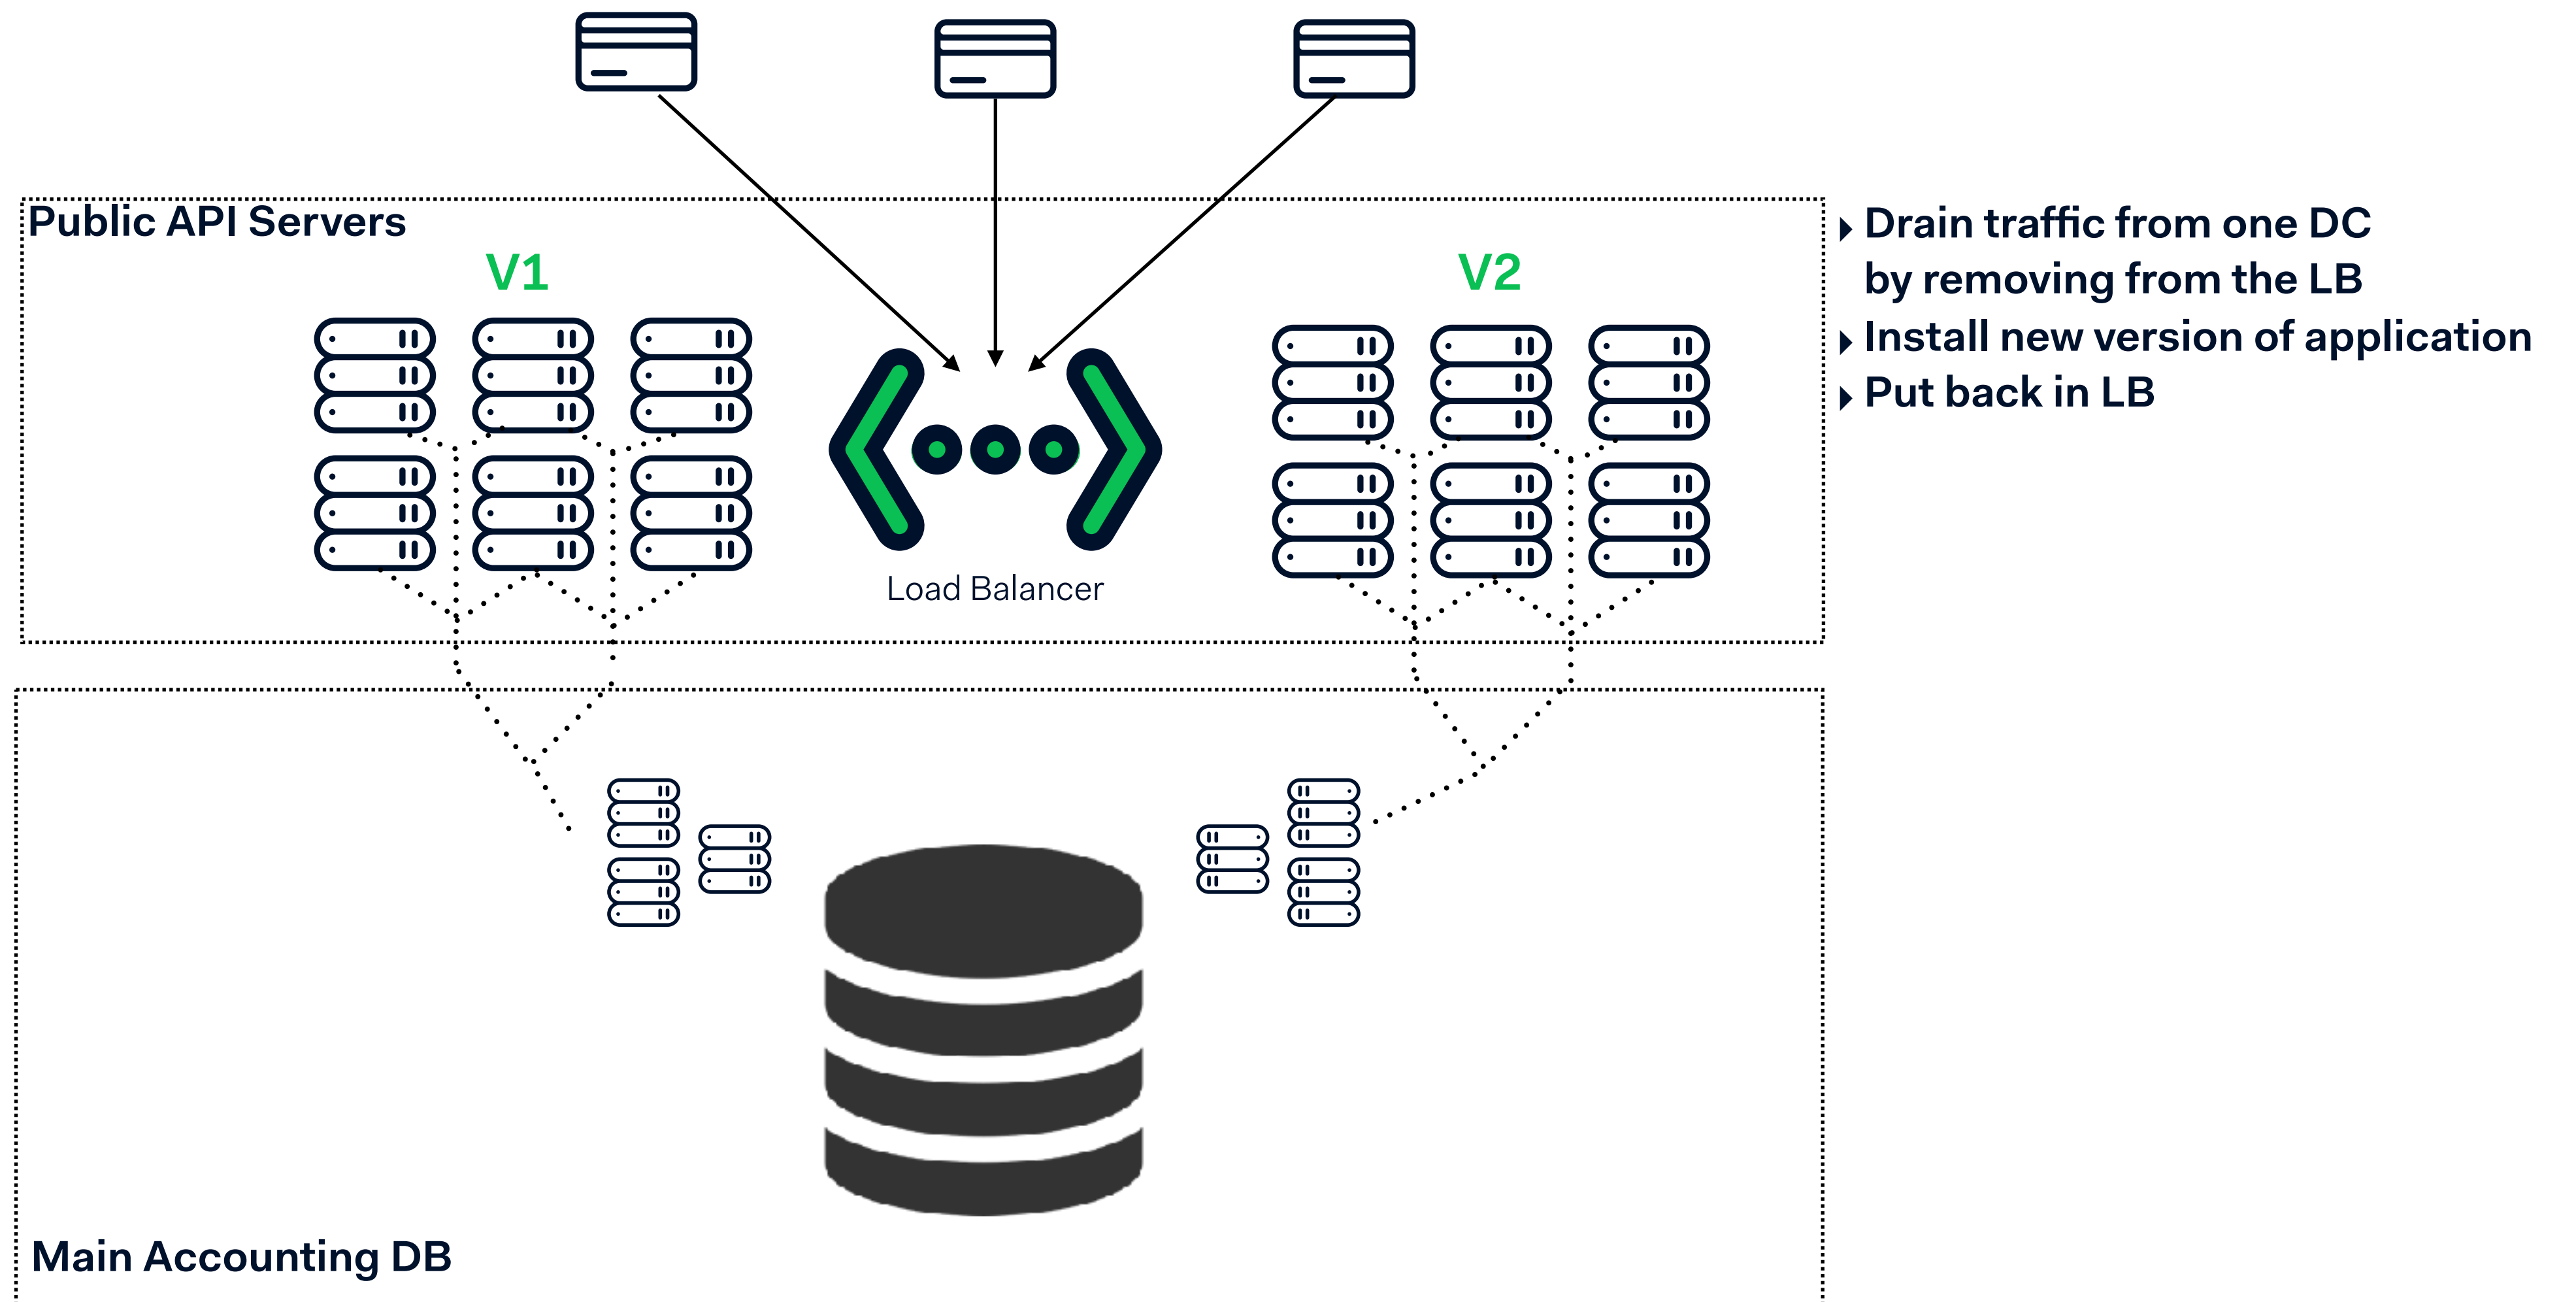 Public API Servers
V1
V2
Load Balancer
Drain traffic from one DC
by removing from the LB
Install new version of application
Put back in LB
Main Accounting DB